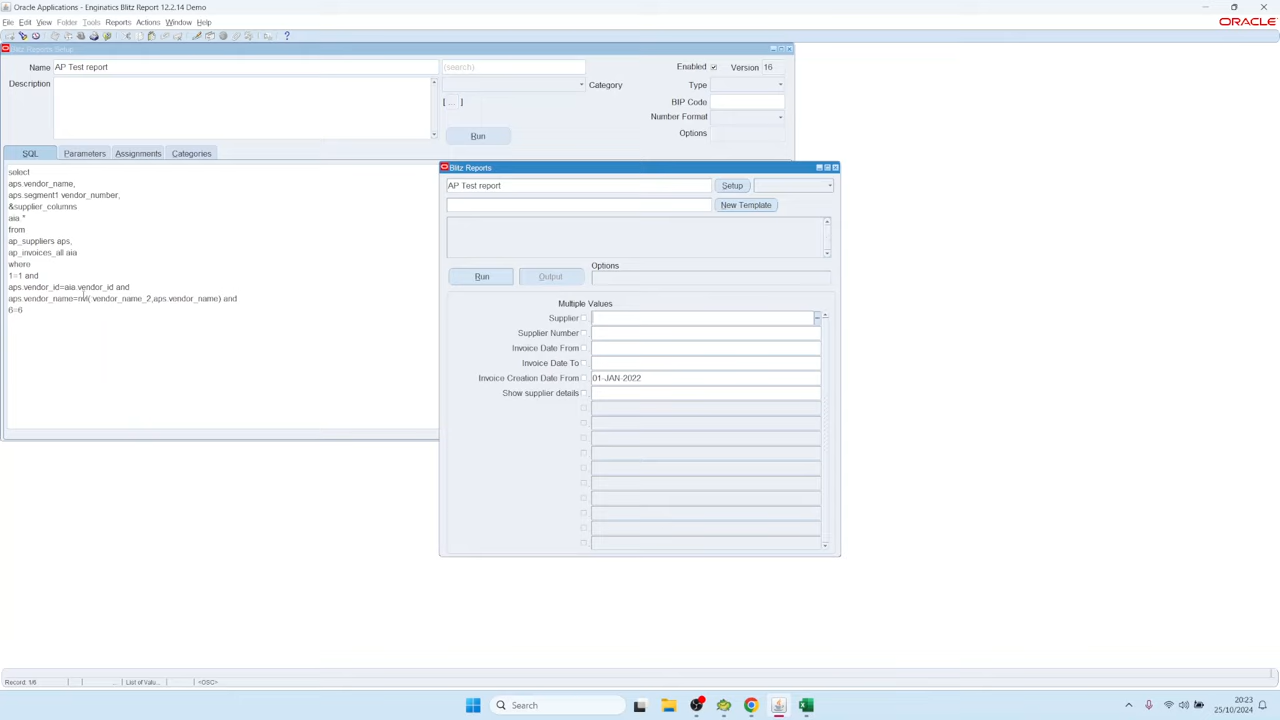 Oracle Applications - Enginatics Blitz Report 12.2.14 Demo
File Edit View Folder Tools Reports Actions Window Help
ORACLE
Blitz Reports Setup
Name AP Test report (search) Enabled Version 16
Description Category Type
[ ... ] BIP Code
Number Format
Run Options
SQL Parameters Assignments Categories
select
aps.vendor_name,
aps.segment1 vendor_number,
&supplier_columns
aia *
from
ap_suppliers aps,
ap_invoices_all aia
where
1=1 and
aps.vendor_id=aia.vendor_id and
aps.vendor_name=nvl( vendor_name_2,aps.vendor_name) and
6=6
Blitz Reports
AP Test report Setup
New Template
Run Output Options
Multiple Values
Supplier
Supplier Number
Invoice Date From
Invoice Date To
Invoice Creation Date From 01-JAN-2022
Show supplier details
Record: 1/6 ... List of Valu... <OSC>
Search
20:23
25/10/2024